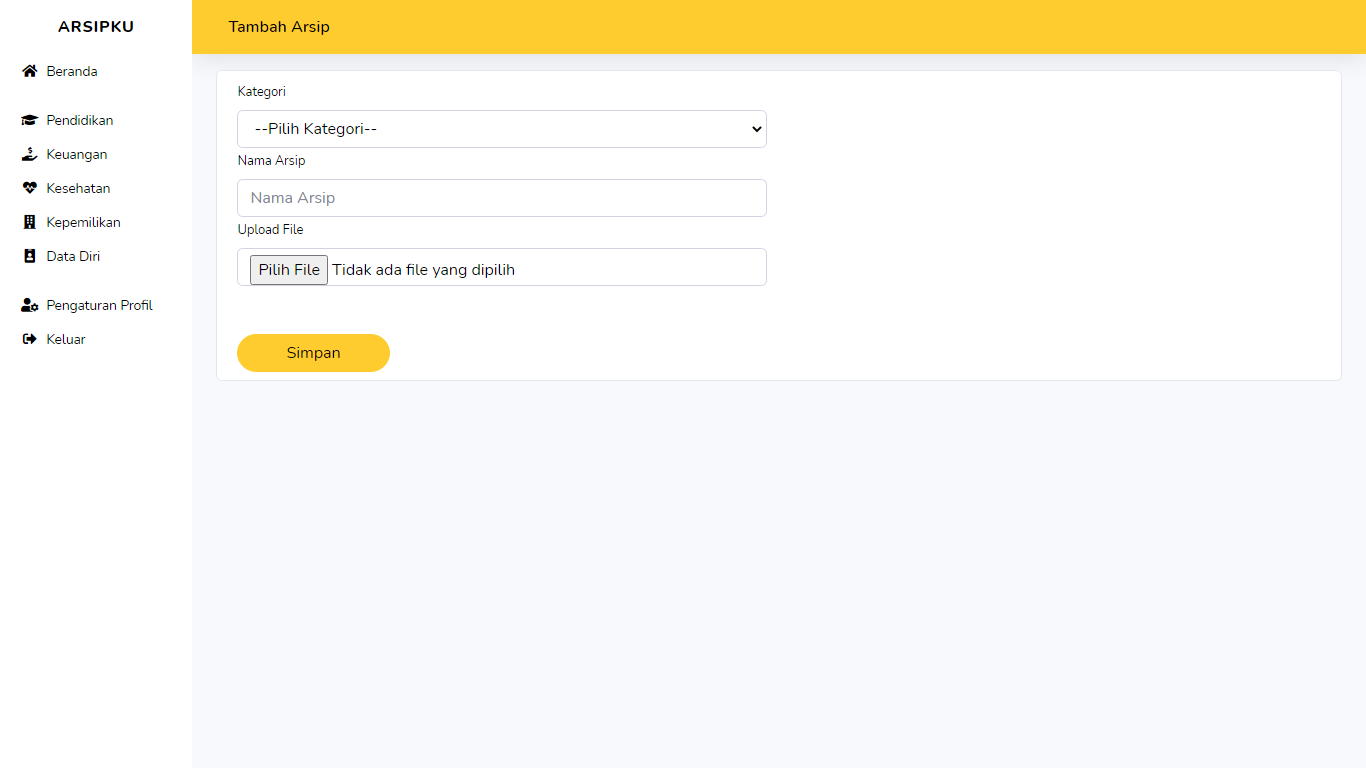 ARSIPKU
Beranda
Pendidikan
Keuangan
Kesehatan
Kepemilikan
Data Diri
Pengaturan Profil
Keluar
Tambah Arsip
Kategori
--Pilih Kategori--
Nama Arsip
Nama Arsip
Upload File
Pilih File Tidak ada file yang dipilih
Simpan